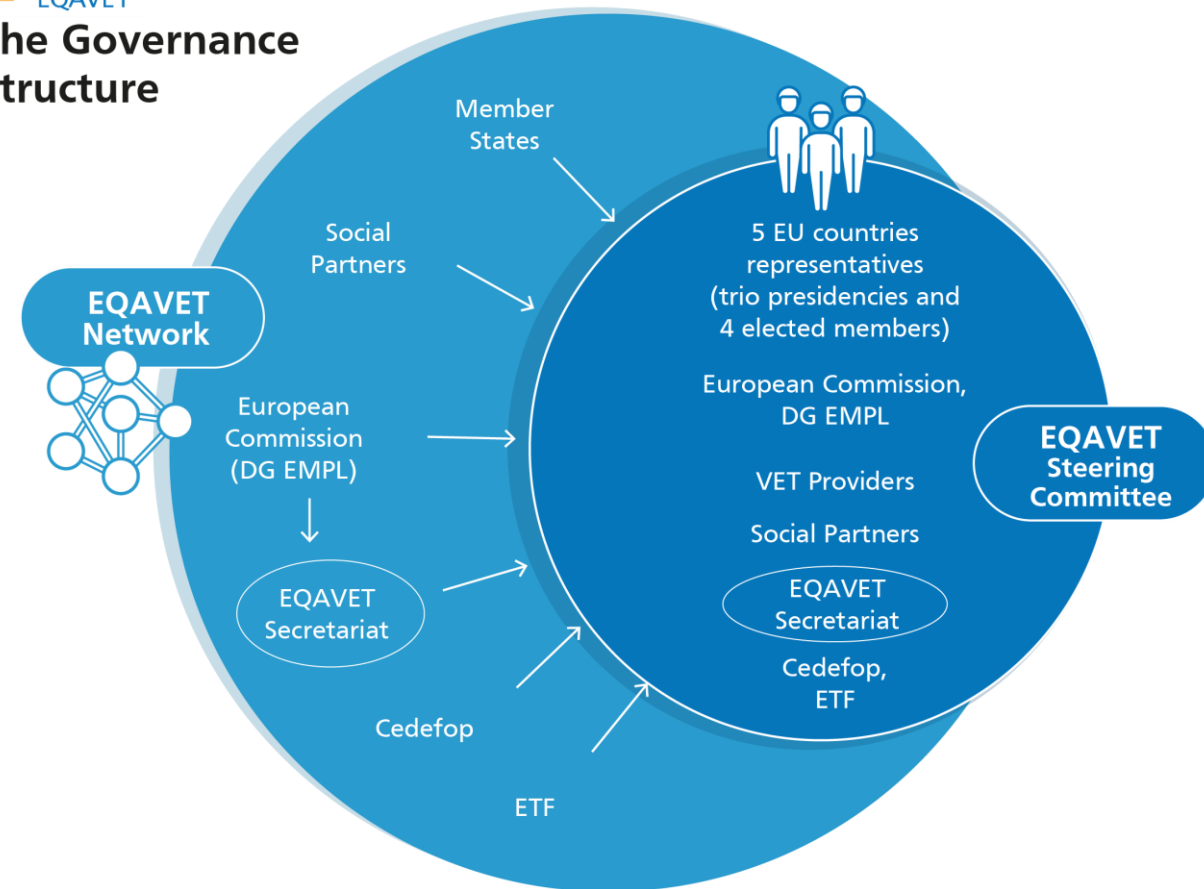 EQAVET
he Governance
tructure
Member
States
Social
Partners
EQAVET
Network
European
Commission
(DG EMPL)
EQAVET
Secretariat
Cedefop
ETF
5 EU countries
representatives
(trio presidencies and
4 elected members)
European Commission,
DG EMPL
VET Providers
Social Partners
EQAVET
Secretariat
Cedefop,
ETF
EQAVET
Steering
Committee